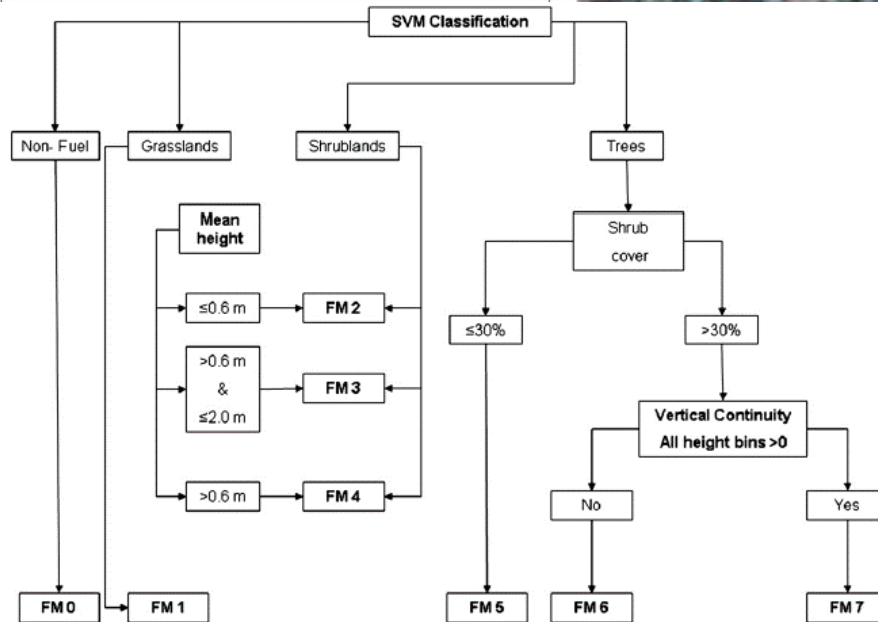 SVM Classification
Non- Fuel
Grasslands
Shrublands
Trees
Mean
height
Shrub
cover
≤0.6 m
FM 2
≤30%
>30%
>0.6 m
&
≤2.0 m
FM 3
Vertical Continuity
All height bins >0
>0.6 m
FM 4
No
Yes
FM 0
FM 1
FM 5
FM 6
FM 7